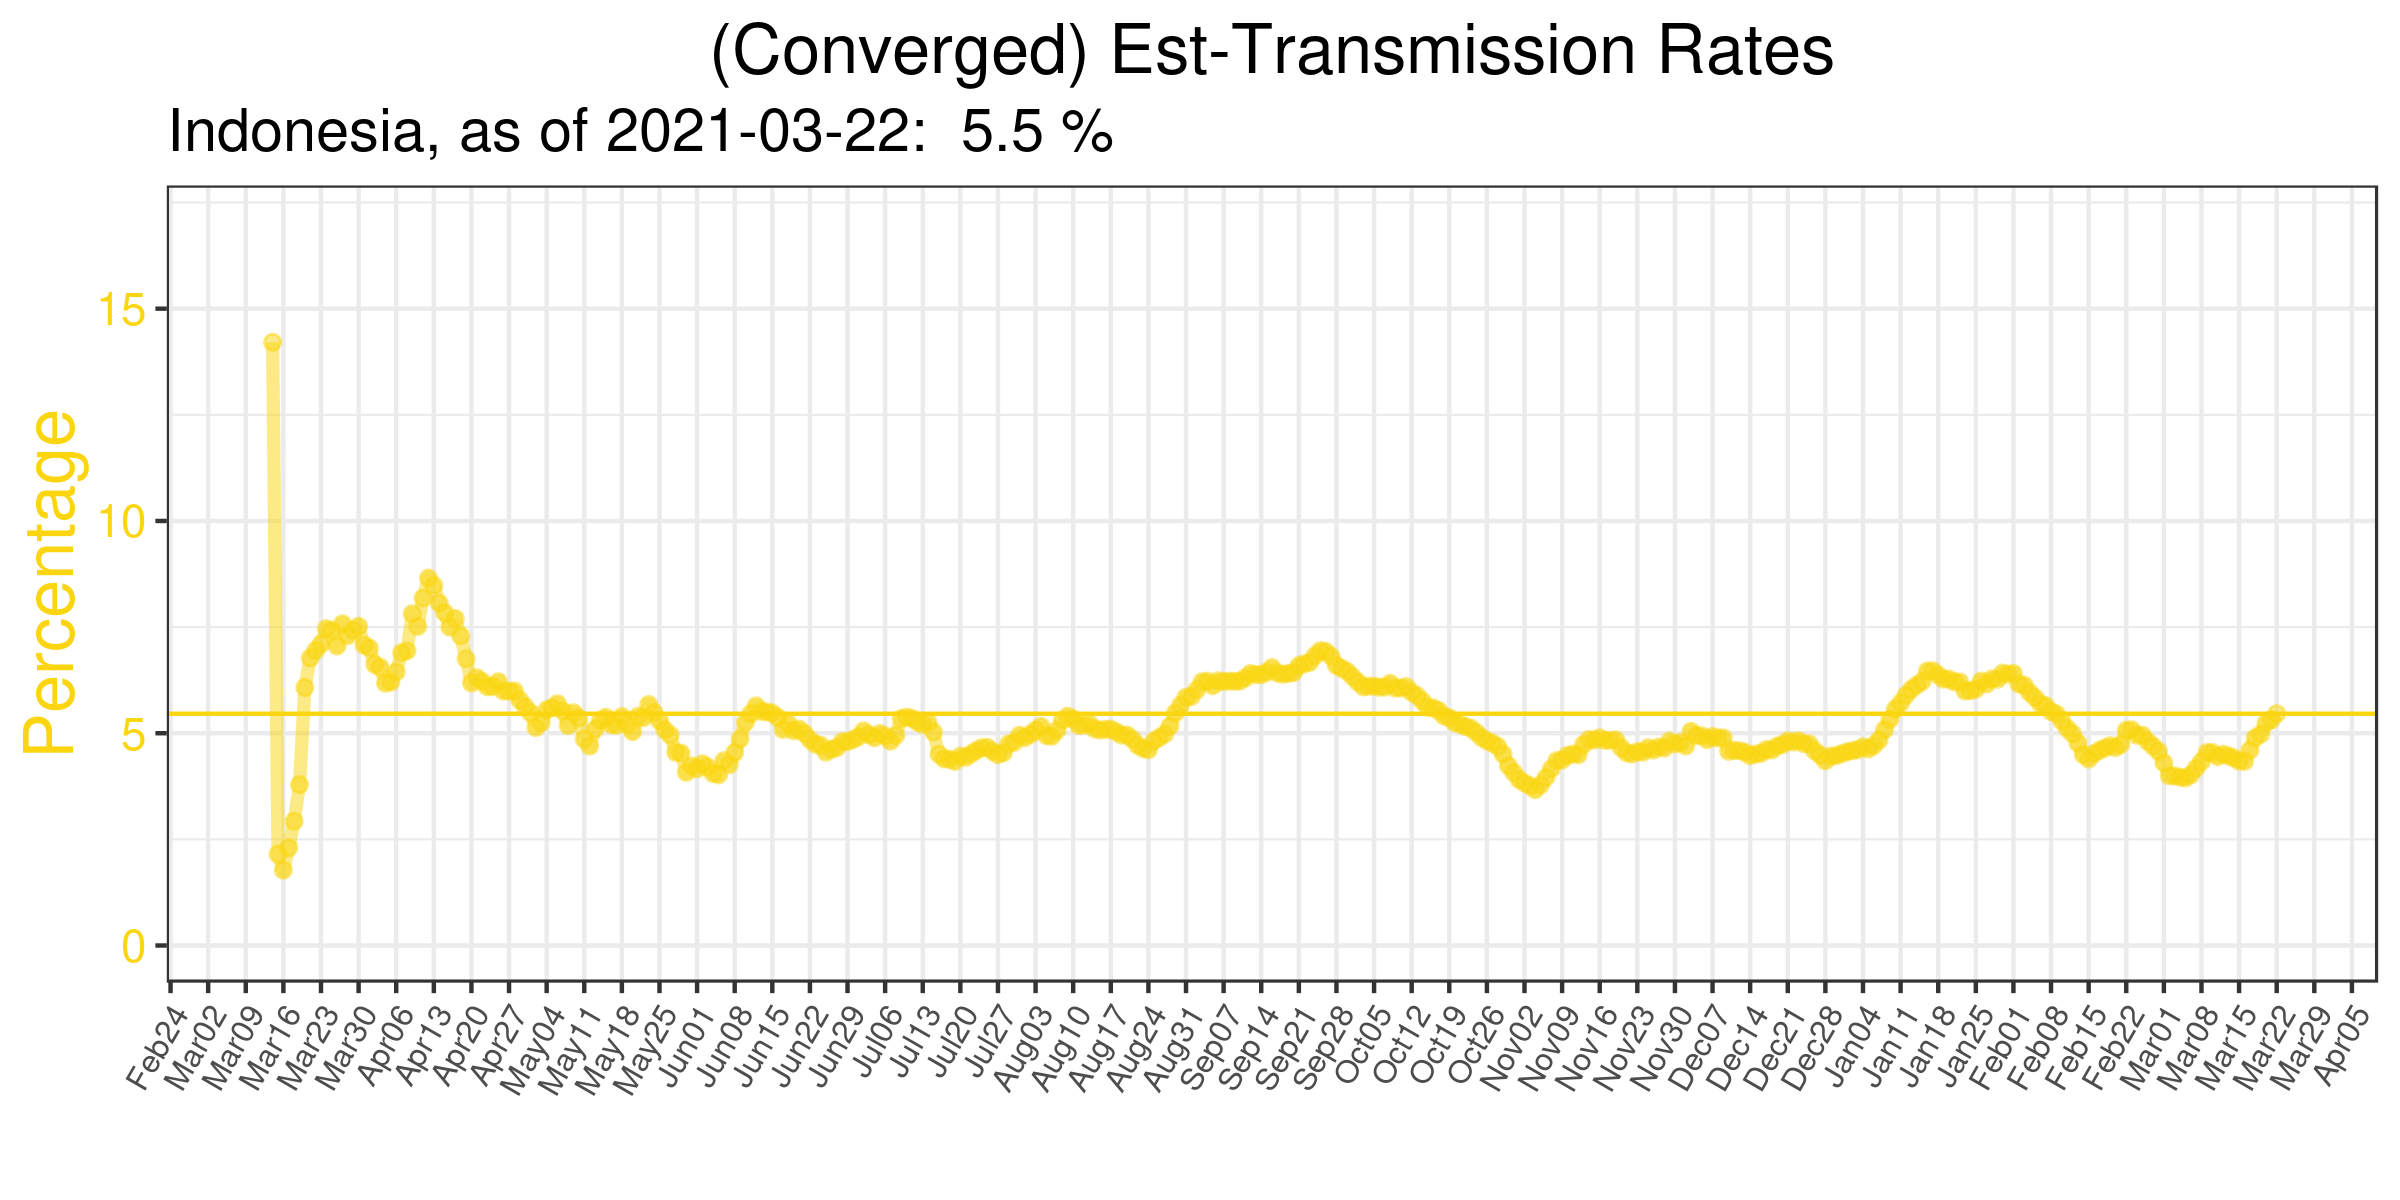 (Converged) Est-Transmission Rates
Indonesia, as of 2021-03-22:  5.5 %
Percentage
15
10
5
0
Feb24
Mar02
Mar09
Mar16
Mar23
Mar30
Apr06
Apr13
Apr20
Apr27
May04
May11
May18
May25
Jun01
Jun08
Jun15
Jun22
Jun29
Jul06
Jul13
Jul20
Jul27
Aug03
Aug10
Aug17
Aug24
Aug31
Sep07
Sep14
Sep21
Sep28
Oct05
Oct12
Oct19
Oct26
Nov02
Nov09
Nov16
Nov23
Nov30
Dec07
Dec14
Dec21
Dec28
Jan04
Jan11
Jan18
Jan25
Feb01
Feb08
Feb15
Feb22
Mar01
Mar08
Mar15
Mar22
Mar29
Apr05